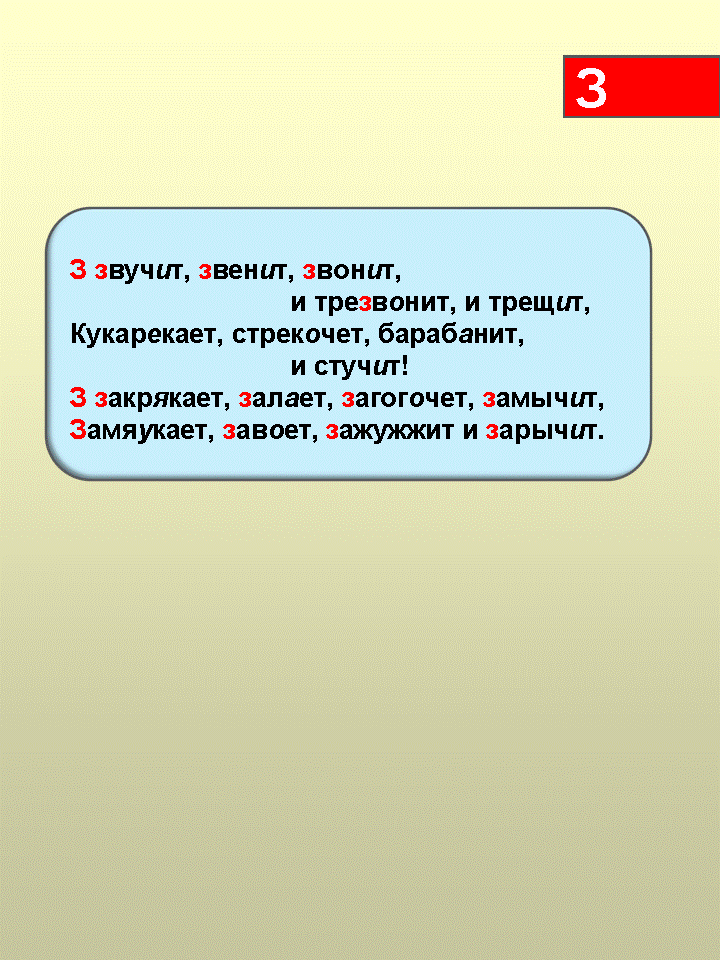 З
З звучит, звенит, звонит,
и трезвонит, и трещит,
Кукарекает, стрекочет, барабанит,
и стучит!
З закрякает, залает, загогочет, замычит,
Замяукает, завоет, зажужжит и зарычит.